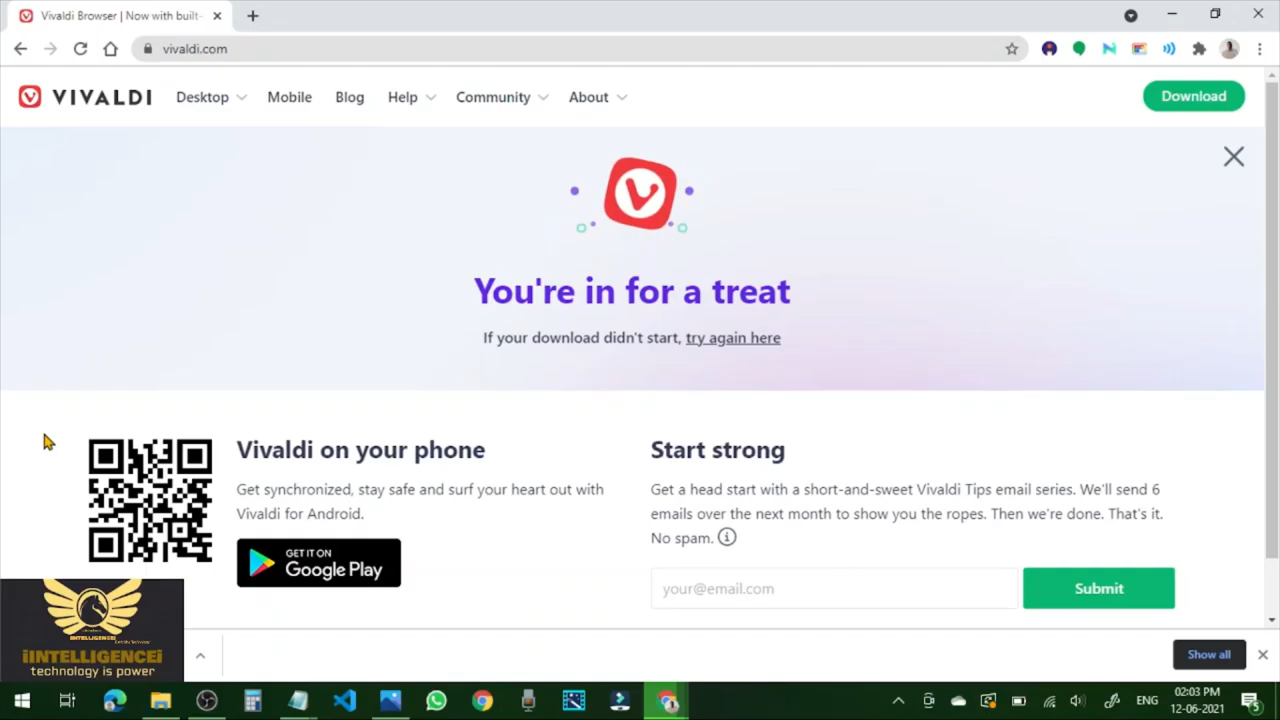 Vivaldi Browser | Now with built-
vivaldi.com
VIVALDI Desktop Mobile Blog Help Community About Download
You're in for a treat
If your download didn't start, try again here
Vivaldi on your phone
Get synchronized, stay safe and surf your heart out with
Vivaldi for Android.
GET IT ON
Google Play
Start strong
Get a head start with a short-and-sweet Vivaldi Tips email series. We'll send 6
emails over the next month to show you the ropes. Then we're done. That's it.
No spam.
your@email.com Submit
INTELLIGENCEi
iINTELLIGENCEi
technology is power
Show all
ENG
02:03 PM
12-06-2021
5